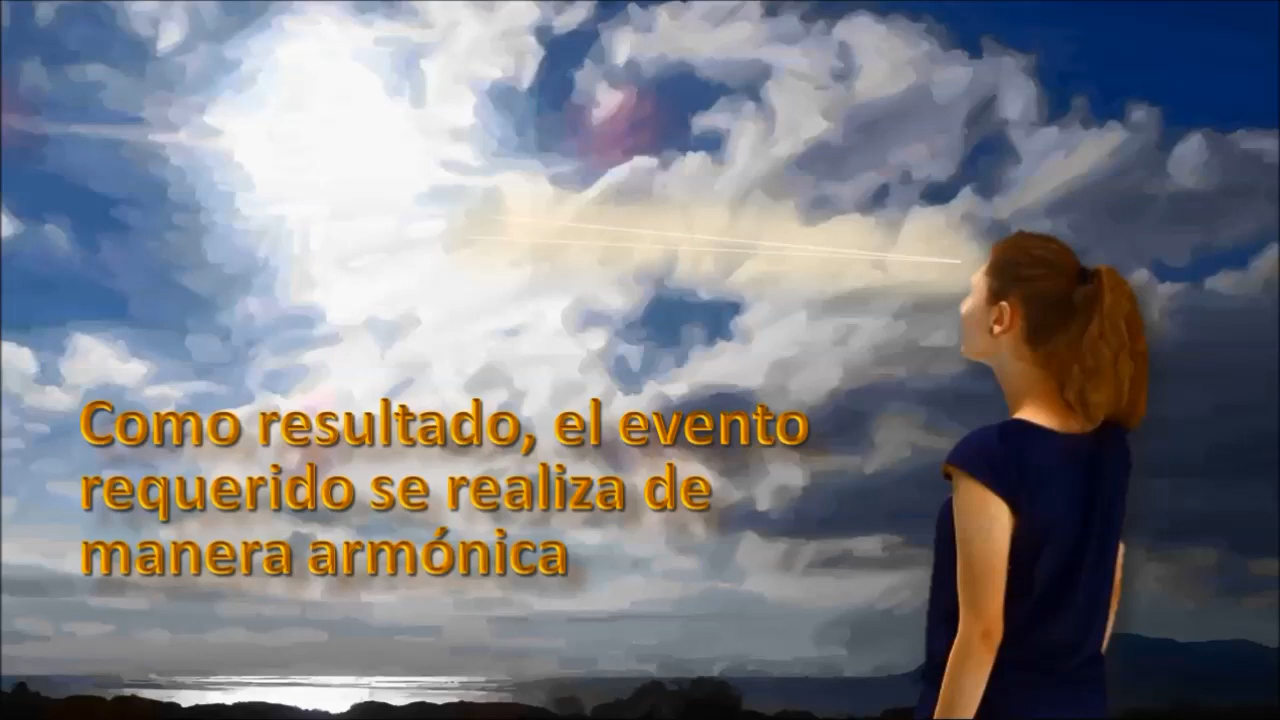 Como resultado, el evento
requerido se realiza de
manera armónica